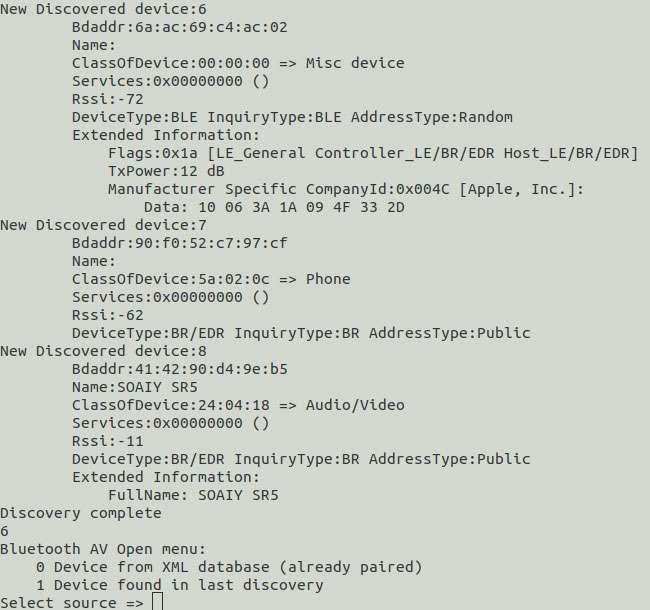 New Discovered device:6
Bdaddr:6a:ac:69:c4:ac:02
Name:
ClassOfDevice:00:00:00 => Misc device
Services:0x00000000 ()
Rssi:-72
DeviceType:BLE InquiryType:BLE AddressType:Random
Extended Information:
Flags:0x1a [LE_General Controller_LE/BR/EDR Host_LE/BR/EDR]
TxPower:12 dB
Manufacturer Specific CompanyId:0x004C [Apple, Inc.]:
Data: 10 06 3A 1A 09 4F 33 2D
New Discovered device:7
Bdaddr:90:f0:52:c7:97:cf
Name:
ClassOfDevice:5a:02:0c => Phone
Services:0x00000000 ()
Rssi:-62
DeviceType:BR/EDR InquiryType:BR AddressType:Public
New Discovered device:8
Bdaddr:41:42:90:d4:9e:b5
Name:SOAIY SR5
ClassOfDevice:24:04:18 => Audio/Video
Services:0x00000000 ()
Rssi:-11
DeviceType:BR/EDR InquiryType:BR AddressType:Public
Extended Information:
FullName: SOAIY SR5
Discovery complete
6
Bluetooth AV Open menu:
0 Device from XML database (already paired)
1 Device found in last discovery
Select source =>